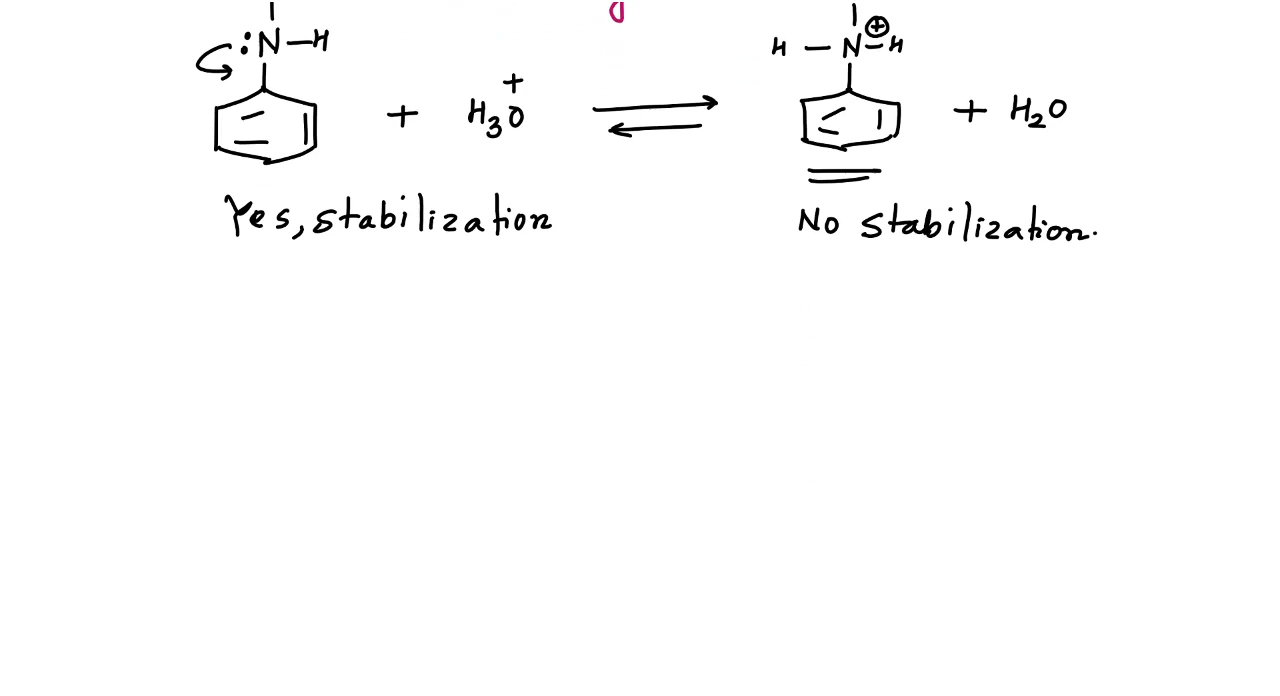 :N—H
H—N⊕—H
+ H₃O⁺ ⇌ + H₂O
Yes, stabilization
No stabilization.